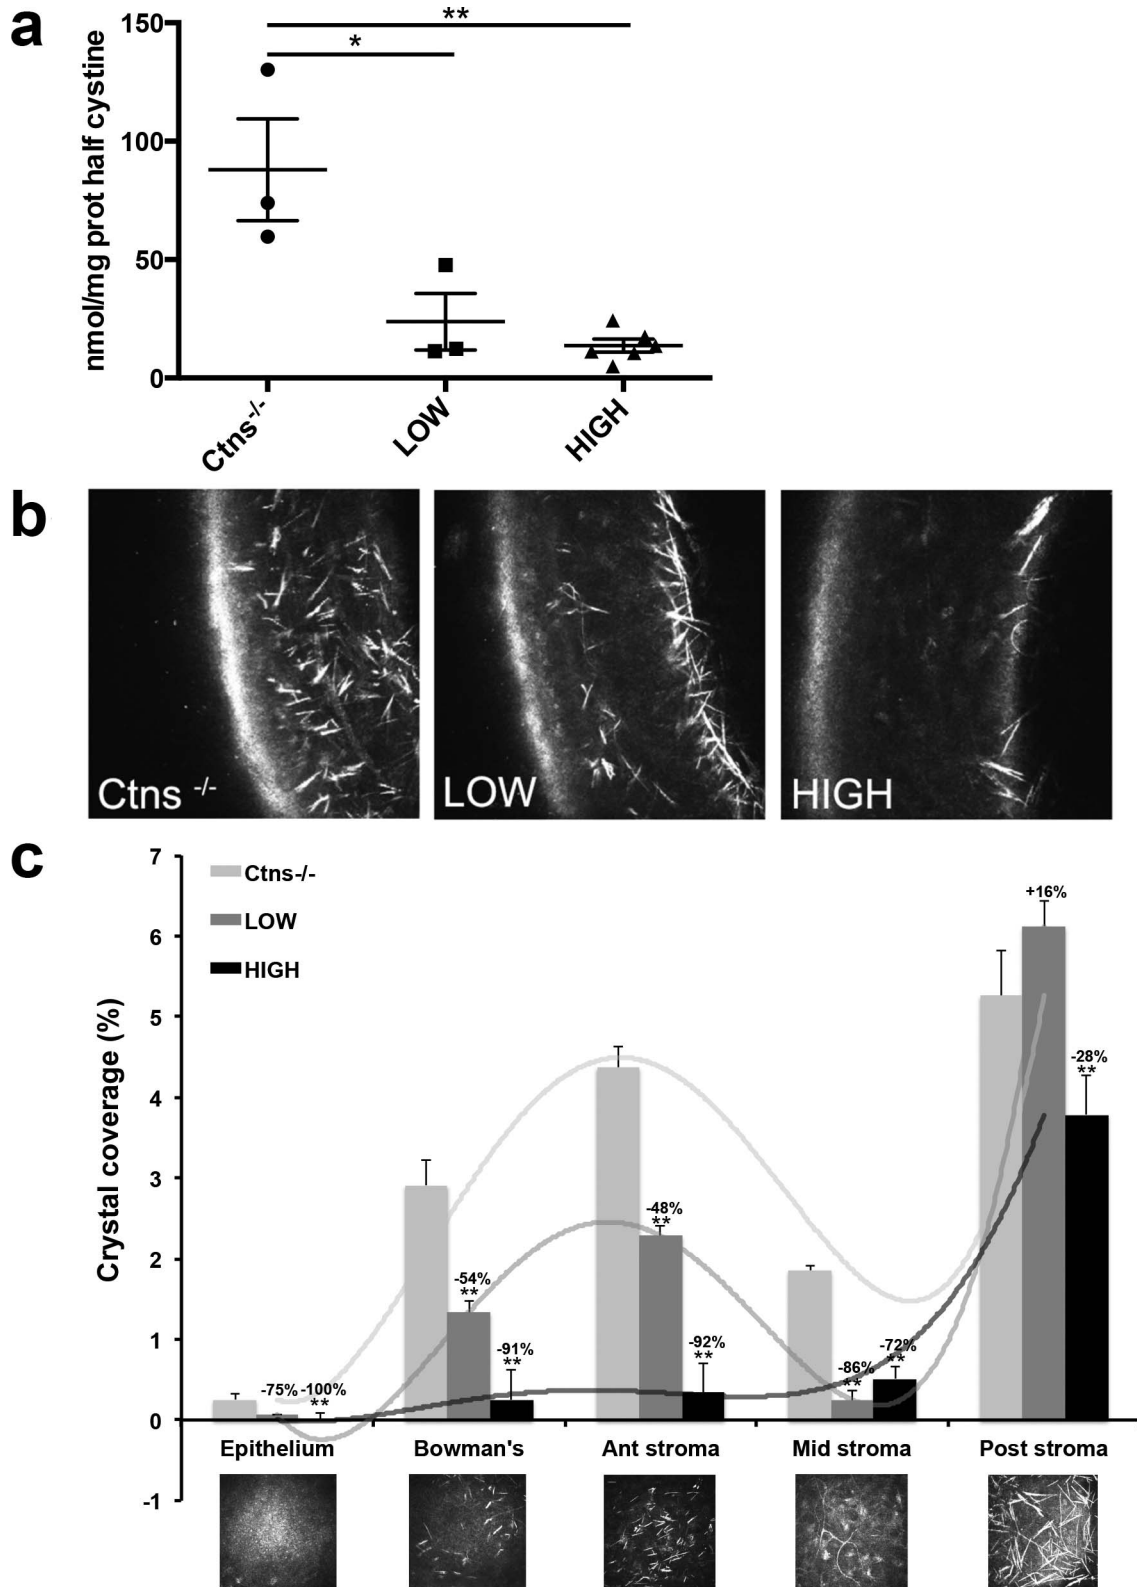 a
150
100
50
0
nmol/mg prot half cystine
**
*
Ctns-/-
LOW
HIGH
b
Ctns -/-
LOW
HIGH
c
7
6
5
4
3
2
1
0
-1
Crystal coverage (%)
Ctns-/-
LOW
HIGH
-75%
-100%
**
-54%
**
-91%
**
-48%
**
-92%
**
-86%
**
-72%
**
+16%
-28%
**
Epithelium
Bowman's
Ant stroma
Mid stroma
Post stroma